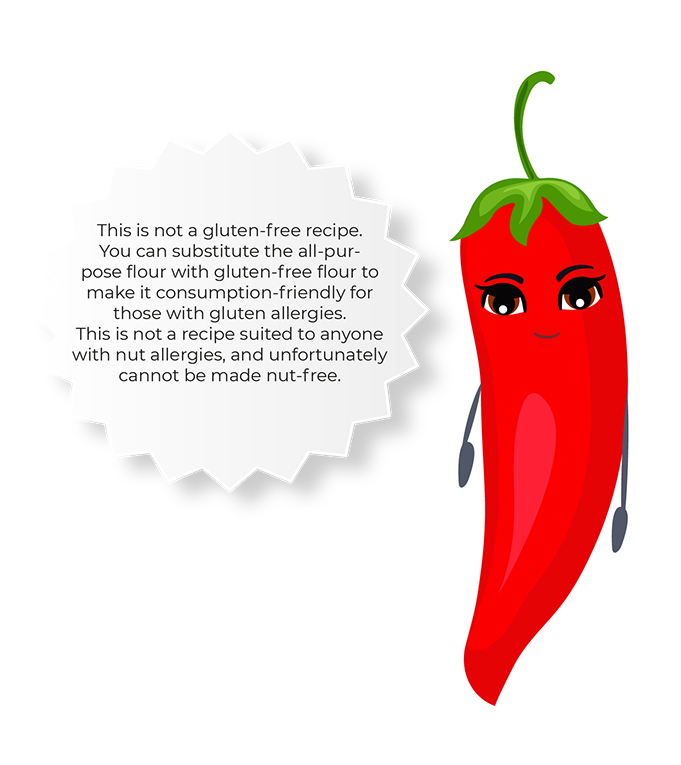 This is not a gluten-free recipe.
You can substitute the all-pur-
pose flour with gluten-free flour to
make it consumption-friendly for
those with gluten allergies.
This is not a recipe suited to anyone
with nut allergies, and unfortunately
cannot be made nut-free.